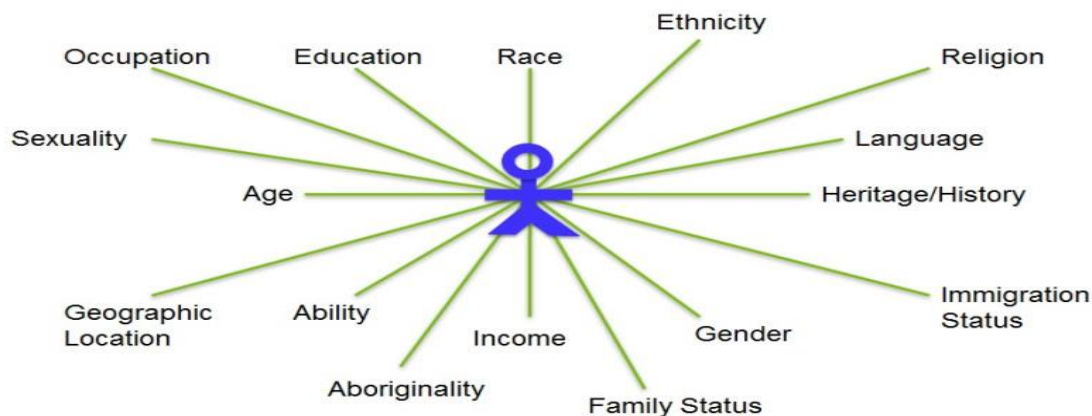 Ethnicity
Occupation
Education
Race
Religion
Sexuality
Language
Age
Heritage/History
Geographic
Location
Ability
Income
Gender
Immigration
Status
Aboriginality
Family Status